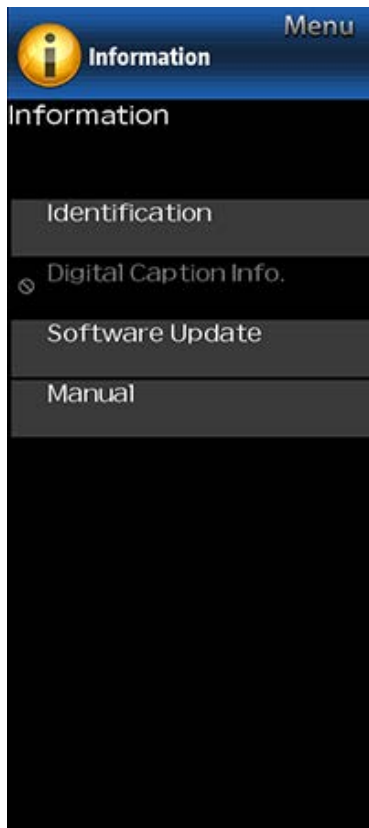 Menu
Information
Information
Identification
Digital Caption Info.
Software Update
Manual